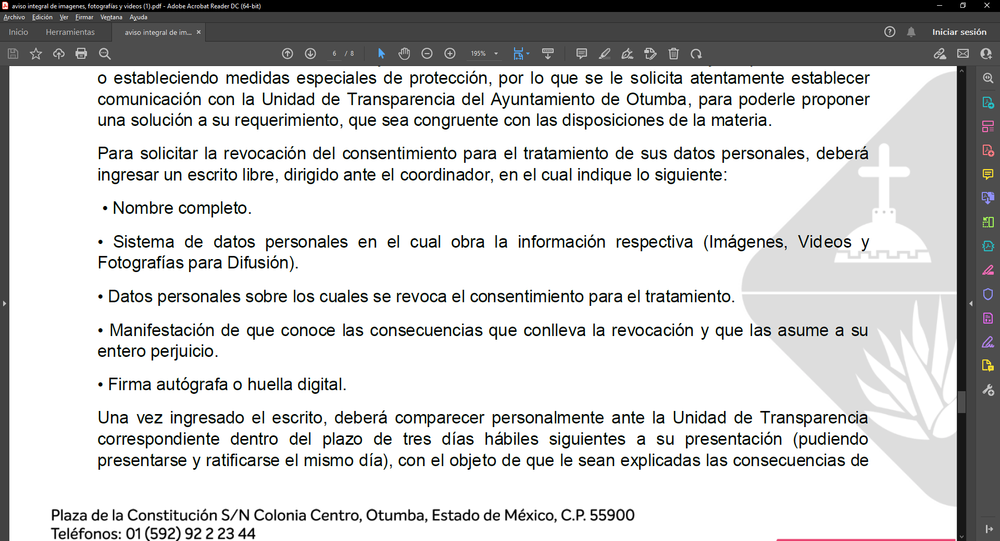 aviso integral de imagenes, fotografías y videos (1).pdf - Adobe Acrobat Reader DC (64-bit)
Archivo Edición Ver Firmar Ventana Ayuda
Inicio Herramientas aviso integral de im... × Iniciar sesión
6 / 8 195%
o estableciendo medidas especiales de protección, por lo que se le solicita atentamente establecer
comunicación con la Unidad de Transparencia del Ayuntamiento de Otumba, para poderle proponer
una solución a su requerimiento, que sea congruente con las disposiciones de la materia.
Para solicitar la revocación del consentimiento para el tratamiento de sus datos personales, deberá
ingresar un escrito libre, dirigido ante el coordinador, en el cual indique lo siguiente:
• Nombre completo.
• Sistema de datos personales en el cual obra la información respectiva (Imágenes, Videos y
Fotografías para Difusión).
• Datos personales sobre los cuales se revoca el consentimiento para el tratamiento.
• Manifestación de que conoce las consecuencias que conlleva la revocación y que las asume a su
entero perjuicio.
• Firma autógrafa o huella digital.
Una vez ingresado el escrito, deberá comparecer personalmente ante la Unidad de Transparencia
correspondiente dentro del plazo de tres días hábiles siguientes a su presentación (pudiendo
presentarse y ratificarse el mismo día), con el objeto de que le sean explicadas las consecuencias de
Plaza de la Constitución S/N Colonia Centro, Otumba, Estado de México, C.P. 55900
Teléfonos: 01 (592) 92 2 23 44